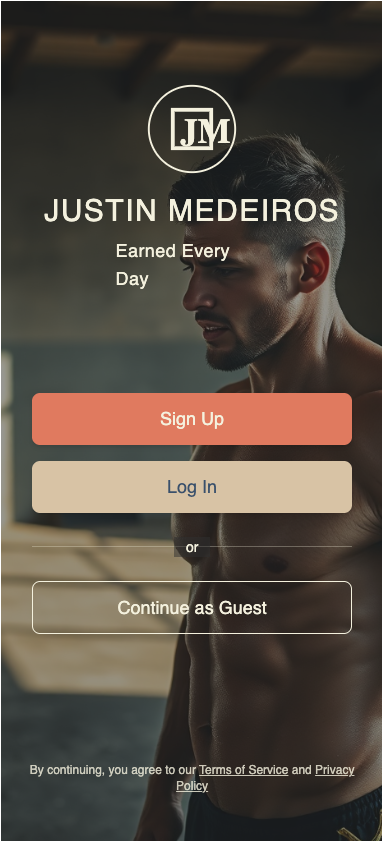 JM
JUSTIN MEDEIROS
Earned Every
Day
Sign Up
Log In
or
Continue as Guest
By continuing, you agree to our Terms of Service and Privacy
Policy